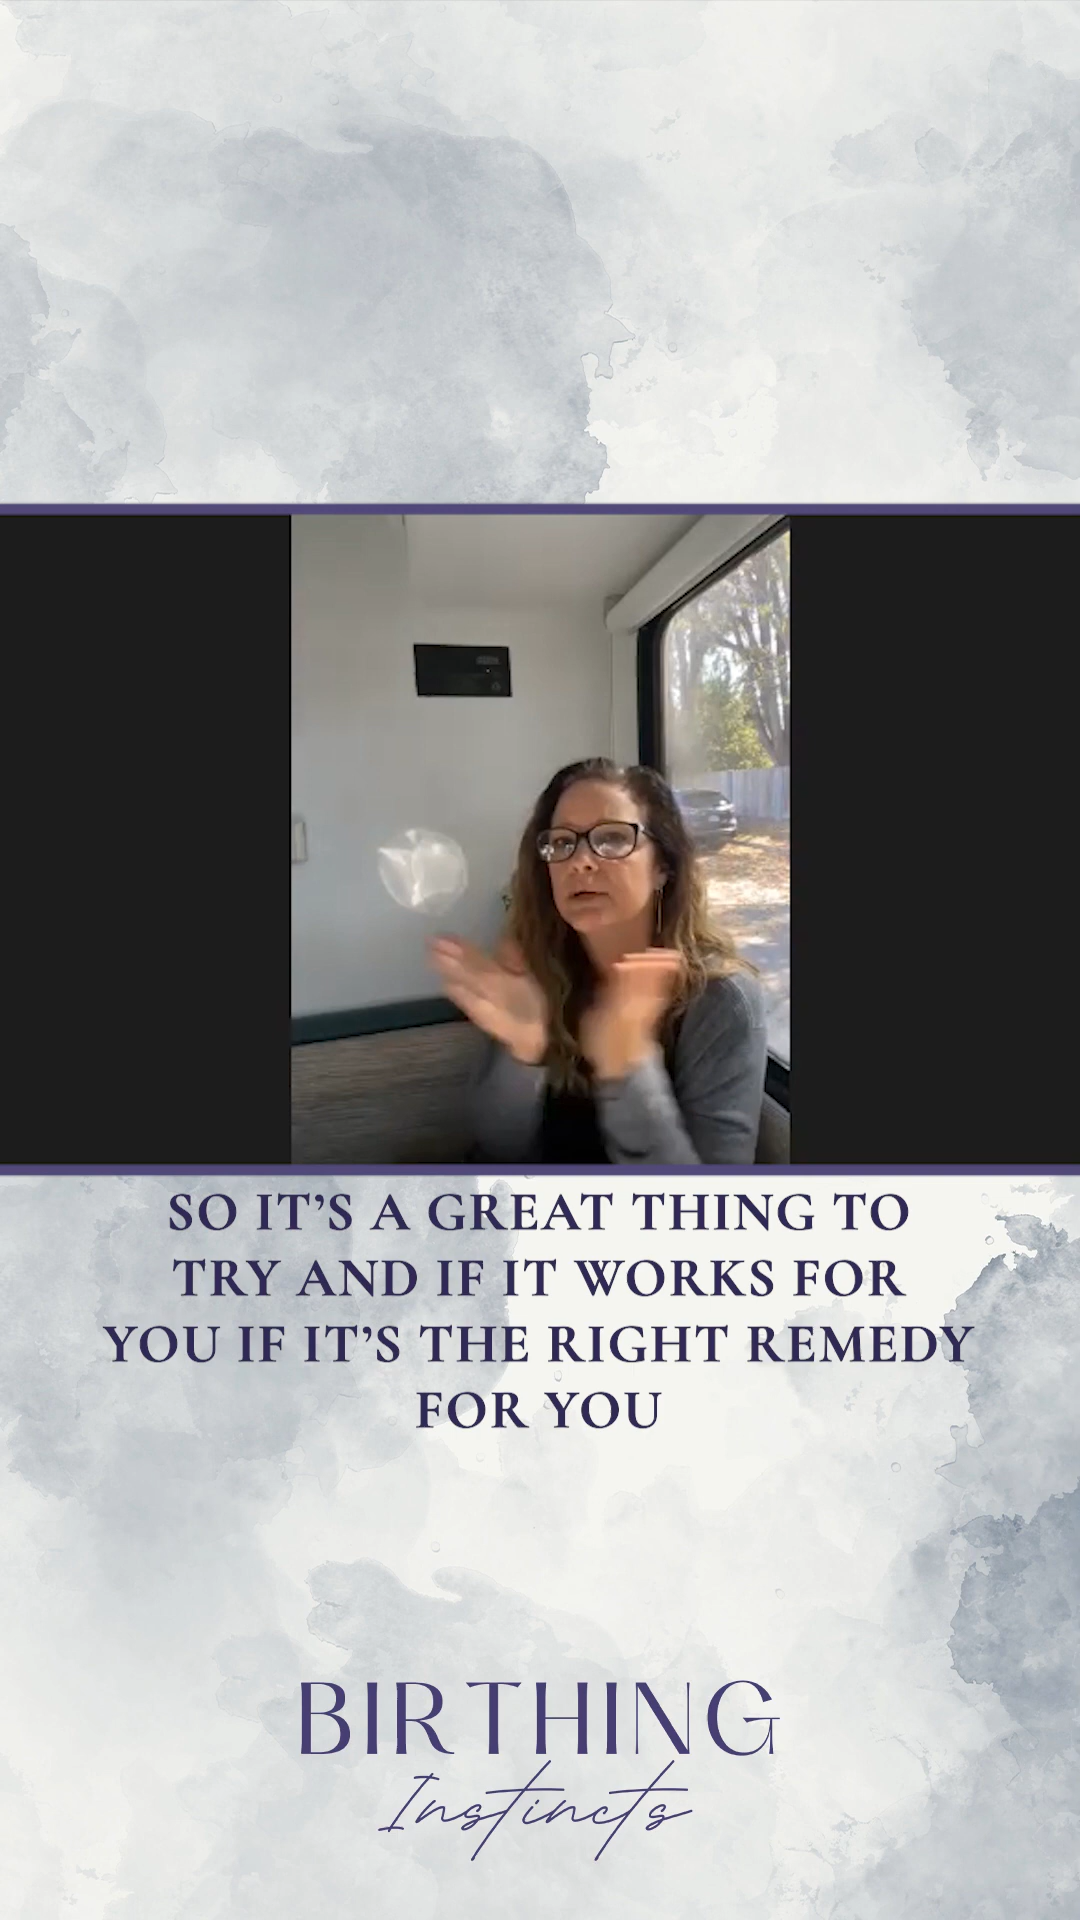 SO IT’S A GREAT THING TO
TRY AND IF IT WORKS FOR
YOU IF IT’S THE RIGHT REMEDY
FOR YOU
BIRTHING
Instincts